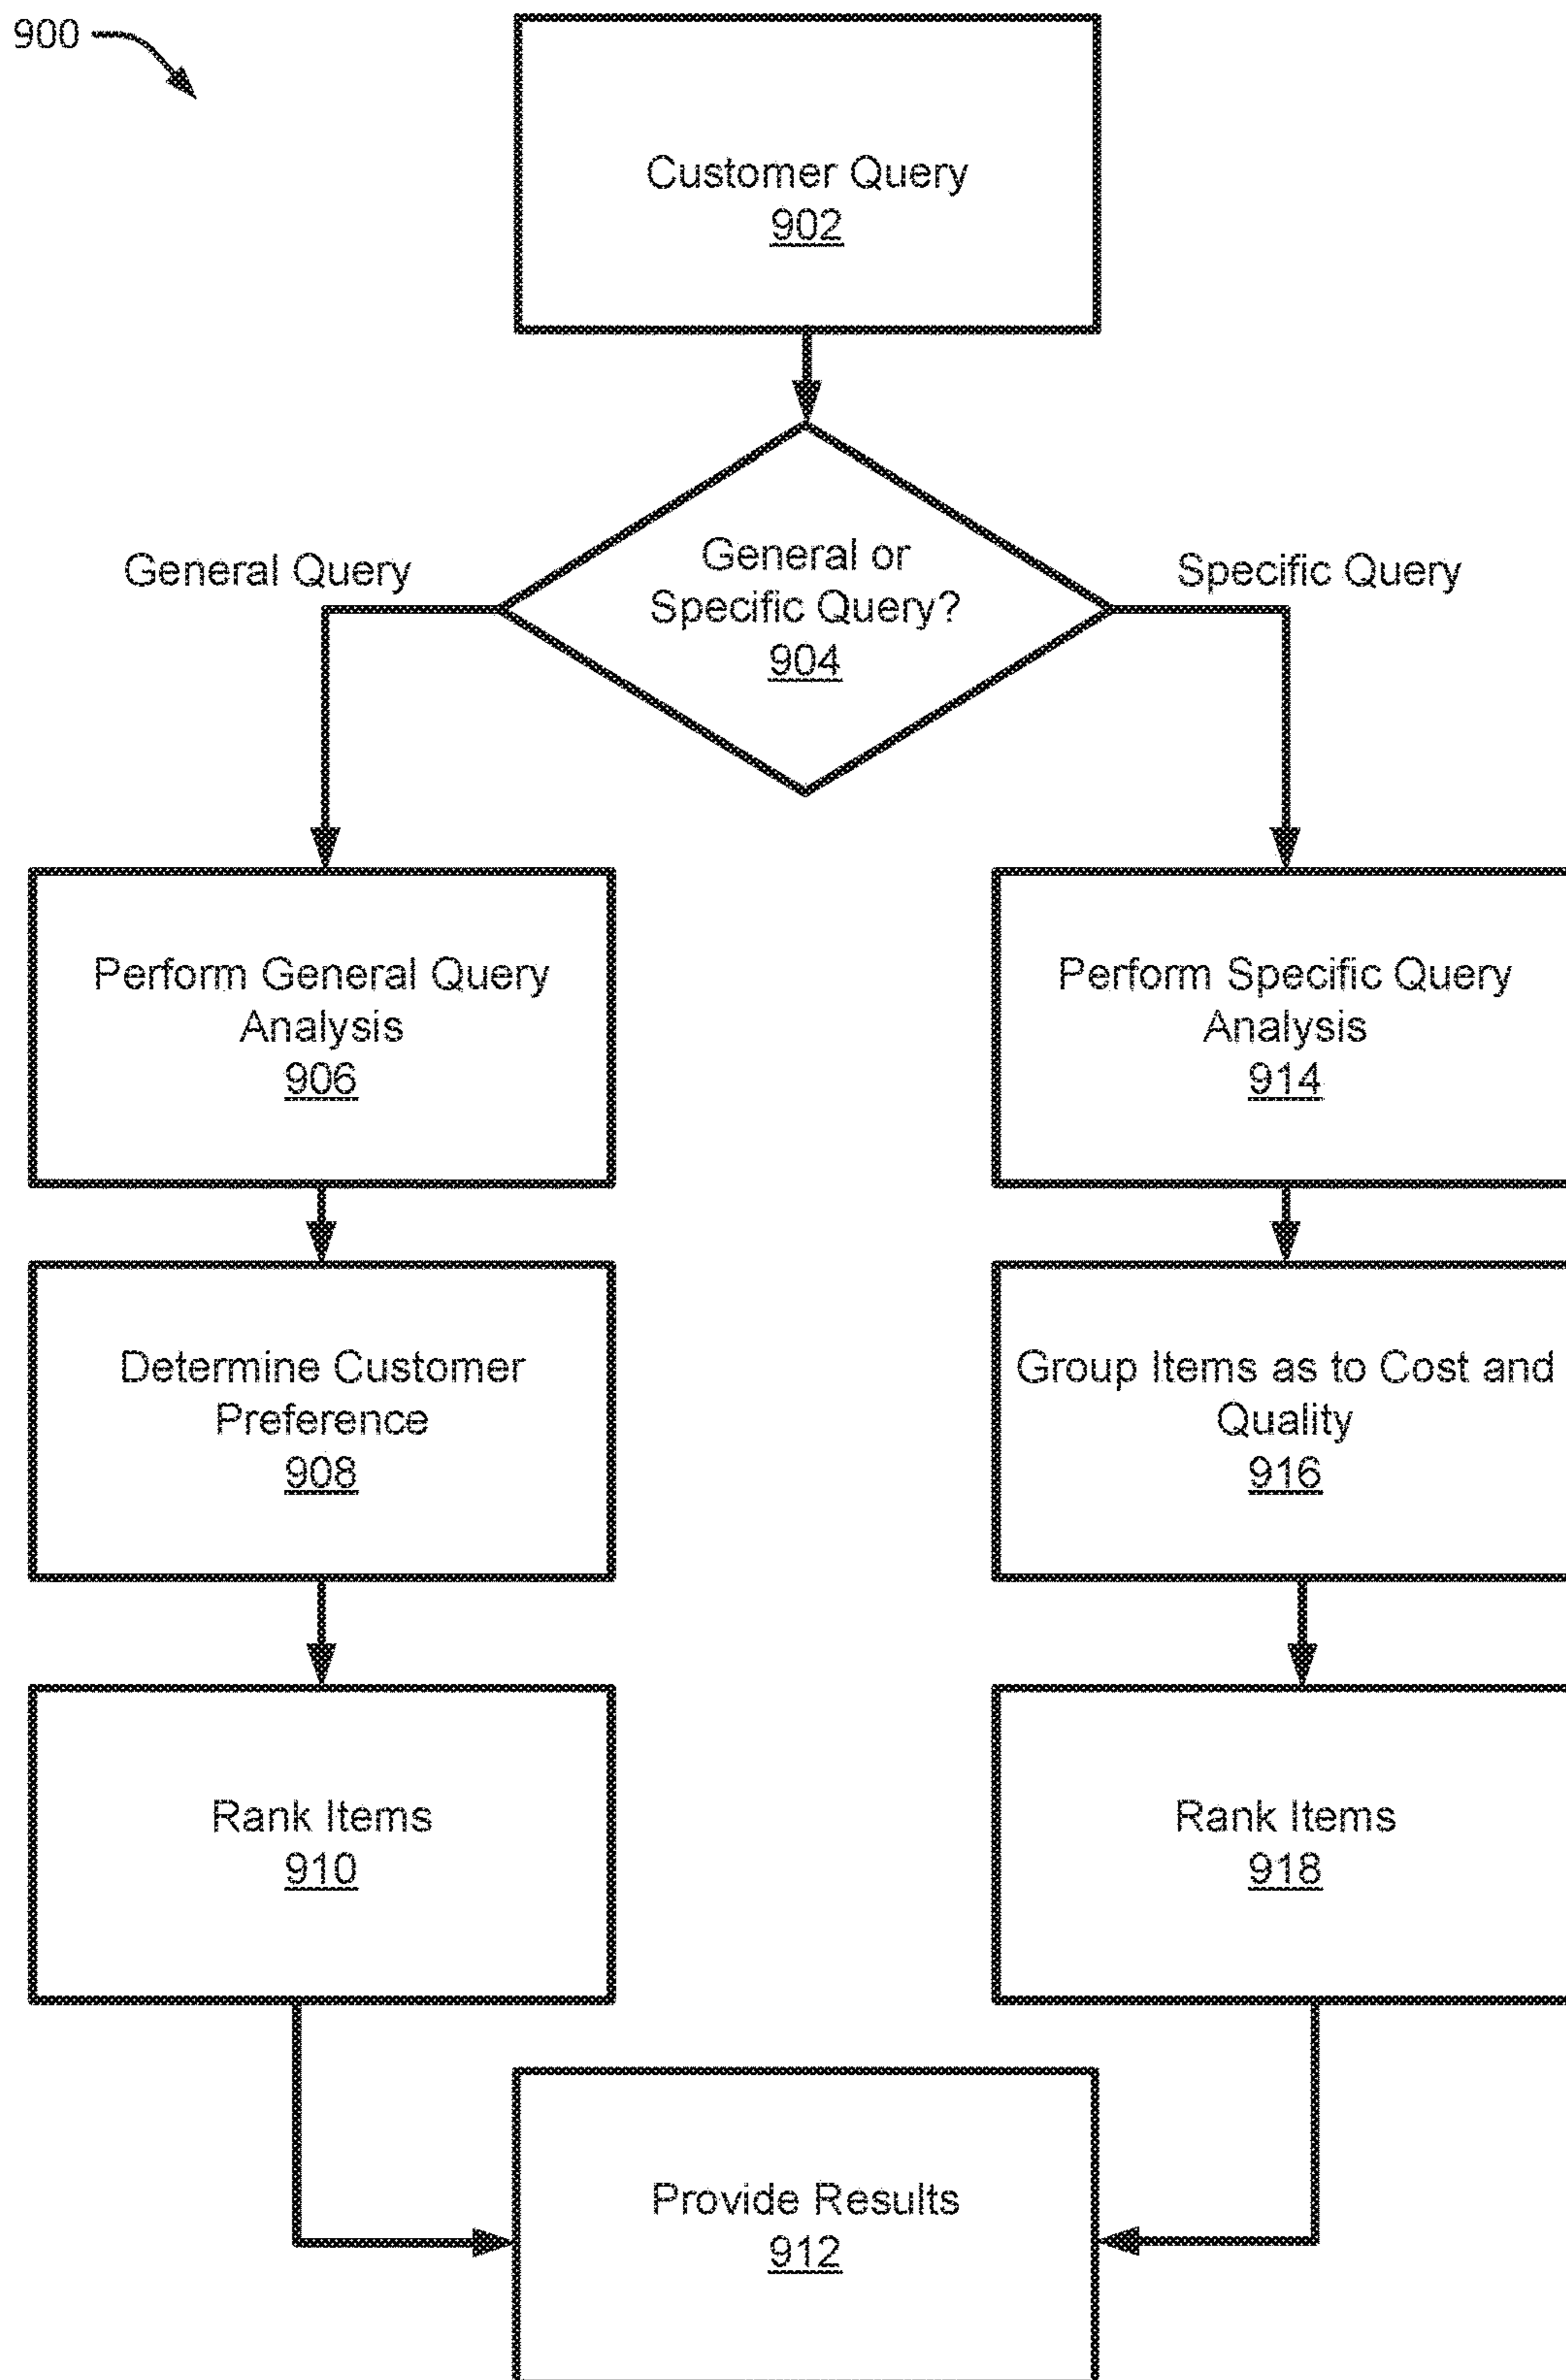 900
Customer Query
902
General or
Specific Query?
904
General Query
Specific Query
Perform General Query
Analysis
906
Perform Specific Query
Analysis
914
Determine Customer
Preference
908
Group Items as to Cost and
Quality
916
Rank Items
910
Rank Items
918
Provide Results
912